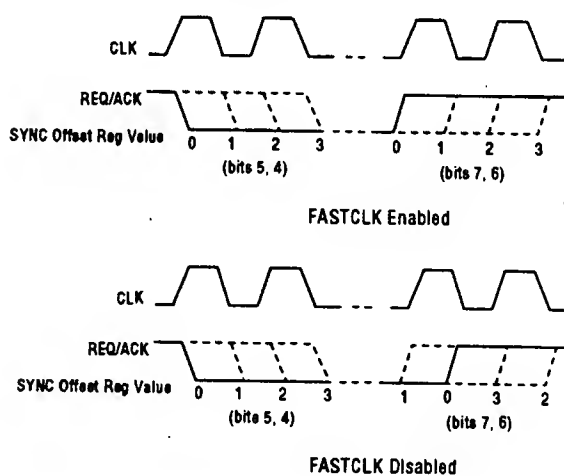 CLK
REQ/ACK
SYNC Offset Reg Value
0 1 2 3 0 1 2 3
(bits 5, 4) (bits 7, 6)
FASTCLK Enabled
CLK
REQ/ACK
SYNC Offset Reg Value
0 1 2 3 1 0 3 2
(bits 5, 4) (bits 7, 6)
FASTCLK Disabled